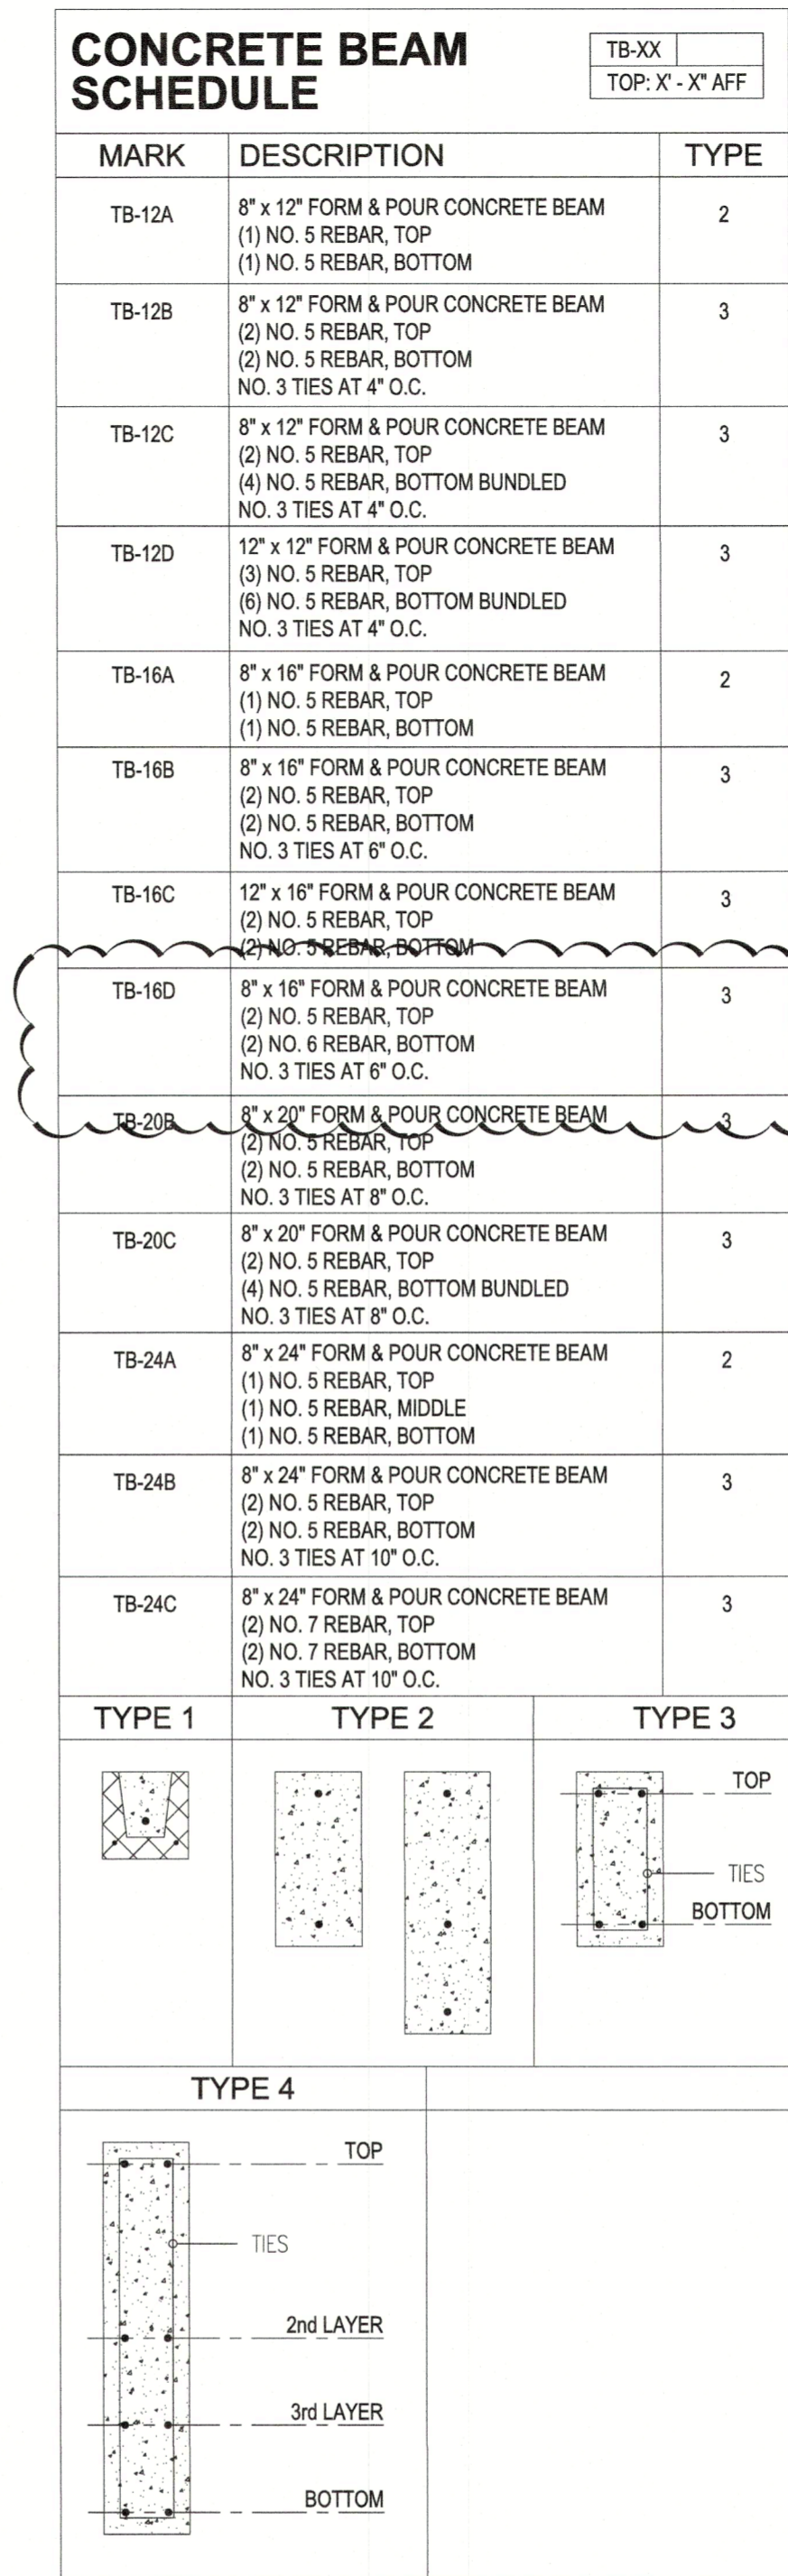 CONCRETE BEAM
SCHEDULE
TB-XX
TOP: X' - X" AFF
MARK DESCRIPTION TYPE
TB-12A 8" x 12" FORM & POUR CONCRETE BEAM 2
(1) NO. 5 REBAR, TOP
(1) NO. 5 REBAR, BOTTOM
TB-12B 8" x 12" FORM & POUR CONCRETE BEAM 3
(2) NO. 5 REBAR, TOP
(2) NO. 5 REBAR, BOTTOM
NO. 3 TIES AT 4" O.C.
TB-12C 8" x 12" FORM & POUR CONCRETE BEAM 3
(2) NO. 5 REBAR, TOP
(4) NO. 5 REBAR, BOTTOM BUNDLED
NO. 3 TIES AT 4" O.C.
TB-12D 12" x 12" FORM & POUR CONCRETE BEAM 3
(3) NO. 5 REBAR, TOP
(6) NO. 5 REBAR, BOTTOM BUNDLED
NO. 3 TIES AT 4" O.C.
TB-16A 8" x 16" FORM & POUR CONCRETE BEAM 2
(1) NO. 5 REBAR, TOP
(1) NO. 5 REBAR, BOTTOM
TB-16B 8" x 16" FORM & POUR CONCRETE BEAM 3
(2) NO. 5 REBAR, TOP
(2) NO. 5 REBAR, BOTTOM
NO. 3 TIES AT 6" O.C.
TB-16C 12" x 16" FORM & POUR CONCRETE BEAM 3
(2) NO. 5 REBAR, TOP
(2) NO. 5 REBAR, BOTTOM
TB-16D 8" x 16" FORM & POUR CONCRETE BEAM 3
(2) NO. 5 REBAR, TOP
(2) NO. 6 REBAR, BOTTOM
NO. 3 TIES AT 6" O.C.
TB-20B 8" x 20" FORM & POUR CONCRETE BEAM 3
(2) NO. 5 REBAR, TOP
(2) NO. 5 REBAR, BOTTOM
NO. 3 TIES AT 8" O.C.
TB-20C 8" x 20" FORM & POUR CONCRETE BEAM 3
(2) NO. 5 REBAR, TOP
(4) NO. 5 REBAR, BOTTOM BUNDLED
NO. 3 TIES AT 8" O.C.
TB-24A 8" x 24" FORM & POUR CONCRETE BEAM 2
(1) NO. 5 REBAR, TOP
(1) NO. 5 REBAR, MIDDLE
(1) NO. 5 REBAR, BOTTOM
TB-24B 8" x 24" FORM & POUR CONCRETE BEAM 3
(2) NO. 5 REBAR, TOP
(2) NO. 5 REBAR, BOTTOM
NO. 3 TIES AT 10" O.C.
TB-24C 8" x 24" FORM & POUR CONCRETE BEAM 3
(2) NO. 7 REBAR, TOP
(2) NO. 7 REBAR, BOTTOM
NO. 3 TIES AT 10" O.C.
TYPE 1 TYPE 2 TYPE 3
TOP
TIES
BOTTOM
TYPE 4
TOP
TIES
2nd LAYER
3rd LAYER
BOTTOM